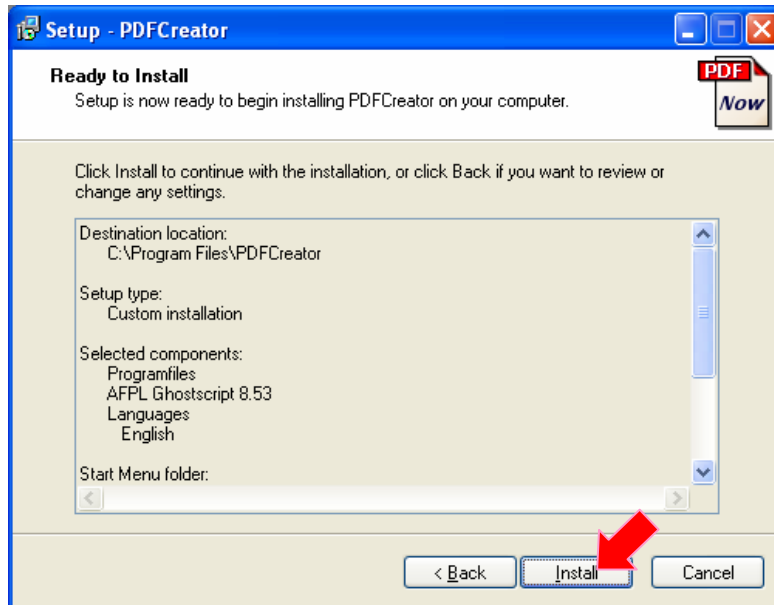 Setup - PDFCreator
Ready to Install
Setup is now ready to begin installing PDFCreator on your computer.
PDF
Now
Click Install to continue with the installation, or click Back if you want to review or
change any settings.
Destination location:
C:\Program Files\PDFCreator
Setup type:
Custom installation
Selected components:
Programfiles
AFPL Ghostscript 8.53
Languages
English
Start Menu folder:
< Back
Install
Cancel